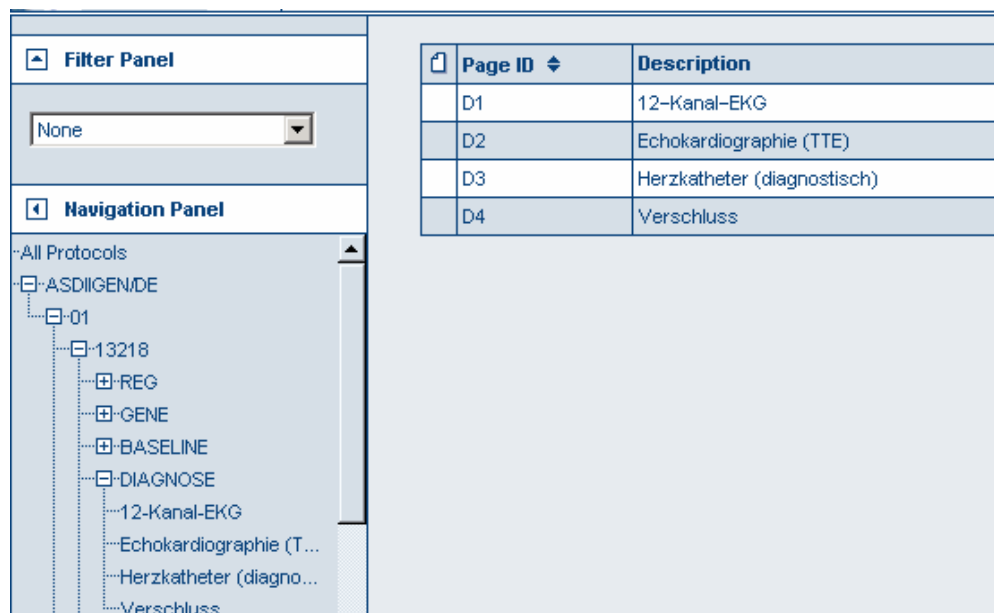 Filter Panel
None
Navigation Panel
All Protocols
ASDIIGEN/DE
01
13218
REG
GENE
BASELINE
DIAGNOSE
12-Kanal-EKG
Echokardiographie (T...
Herzkatheter (diagno...
Verschluss
Page ID Description
D1 12-Kanal-EKG
D2 Echokardiographie (TTE)
D3 Herzkatheter (diagnostisch)
D4 Verschluss